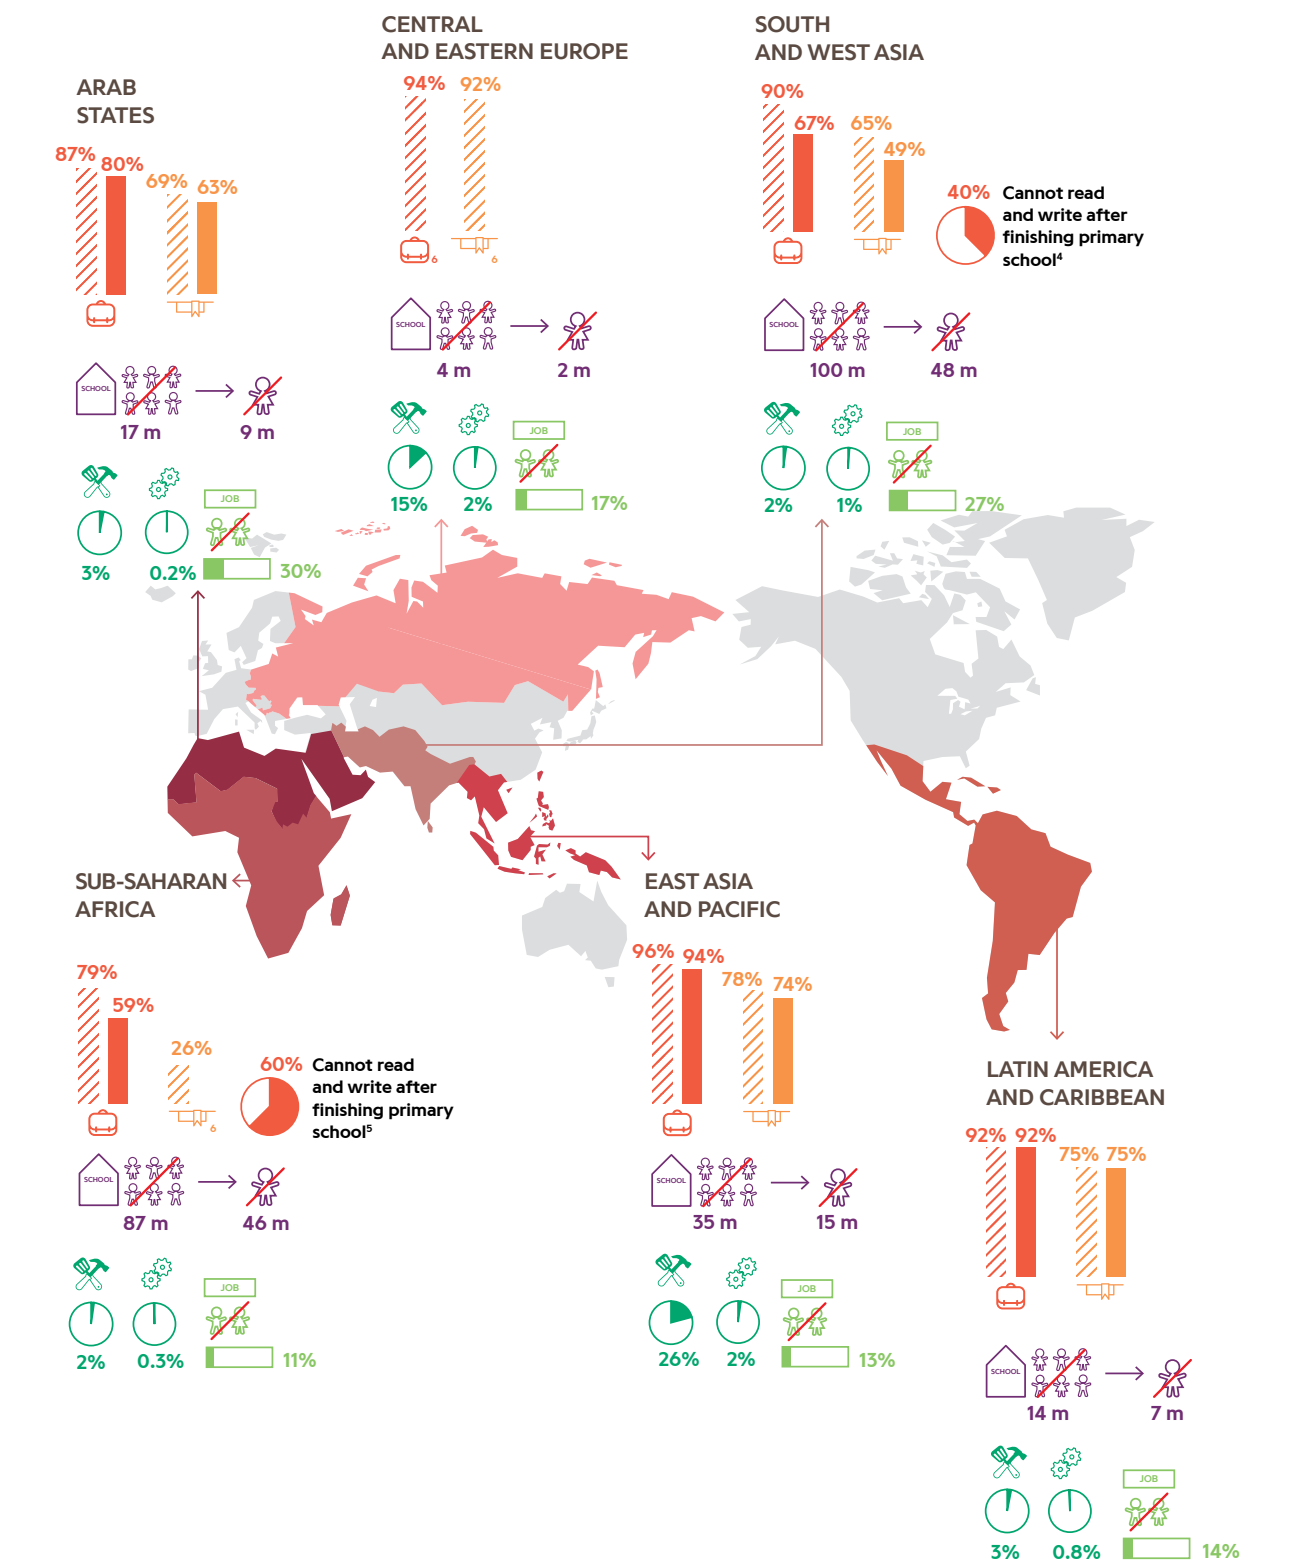 CENTRAL
AND EASTERN EUROPE
94% 92%
6 6
SCHOOL
4 m 2 m
JOB
15% 2% 17%
SOUTH
AND WEST ASIA
90%
67% 65%
49%
40% Cannot read
and write after
finishing primary
school⁴
SCHOOL
100 m 48 m
JOB
2% 1% 27%
ARAB
STATES
87% 80%
69% 63%
SCHOOL
17 m 9 m
JOB
3% 0.2% 30%
SUB-SAHARAN
AFRICA
79%
59%
26%
6
60% Cannot read
and write after
finishing primary
school⁵
SCHOOL
87 m 46 m
JOB
2% 0.3% 11%
EAST ASIA
AND PACIFIC
96% 94%
78% 74%
SCHOOL
35 m 15 m
JOB
26% 2% 13%
LATIN AMERICA
AND CARIBBEAN
92% 92%
75% 75%
SCHOOL
14 m 7 m
JOB
3% 0.8% 14%